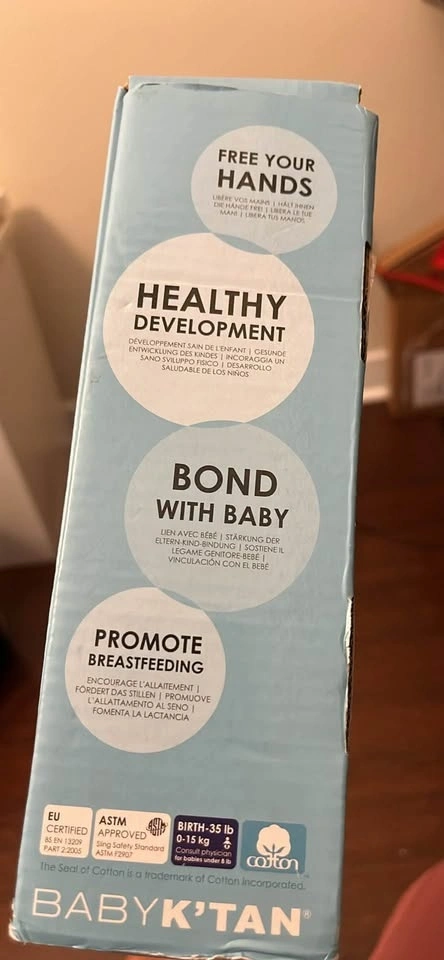 FREE YOUR
HANDS
LIBÈRE VOS MAINS | HÄLT IHNEN
DIE HÄNDE FREI | LIBERA LE TUE
MANI | LIBERA TUS MANOS
HEALTHY
DEVELOPMENT
DÉVELOPPEMENT SAIN DE L'ENFANT | GESUNDE
ENTWICKLUNG DES KINDES | INCORAGGIA UN
SANO SVILUPPO FISICO | DESARROLLO
SALUDABLE DE LOS NIÑOS
BOND
WITH BABY
LIEN AVEC BÉBÉ | STÄRKUNG DER
ELTERN-KIND-BINDUNG | SOSTIENE IL
LEGAME GENITORE-BEBÉ |
VINCULACIÓN CON EL BEBÉ
PROMOTE
BREASTFEEDING
ENCOURAGE L'ALLAITEMENT |
FÖRDERT DAS STILLEN | PROMUOVE
L'ALLATTAMENTO AL SENO |
FOMENTA LA LACTANCIA
EU
CERTIFIED
BS EN 13209
PART 2:2005
ASTM
APPROVED
Sling Safety Standard
ASTM F2907
BIRTH-35 lb
0-15 kg
Consult physician
for babies under 8 lb
cotton
The Seal of Cotton is a trademark of Cotton Incorporated.
BABY K'TAN®